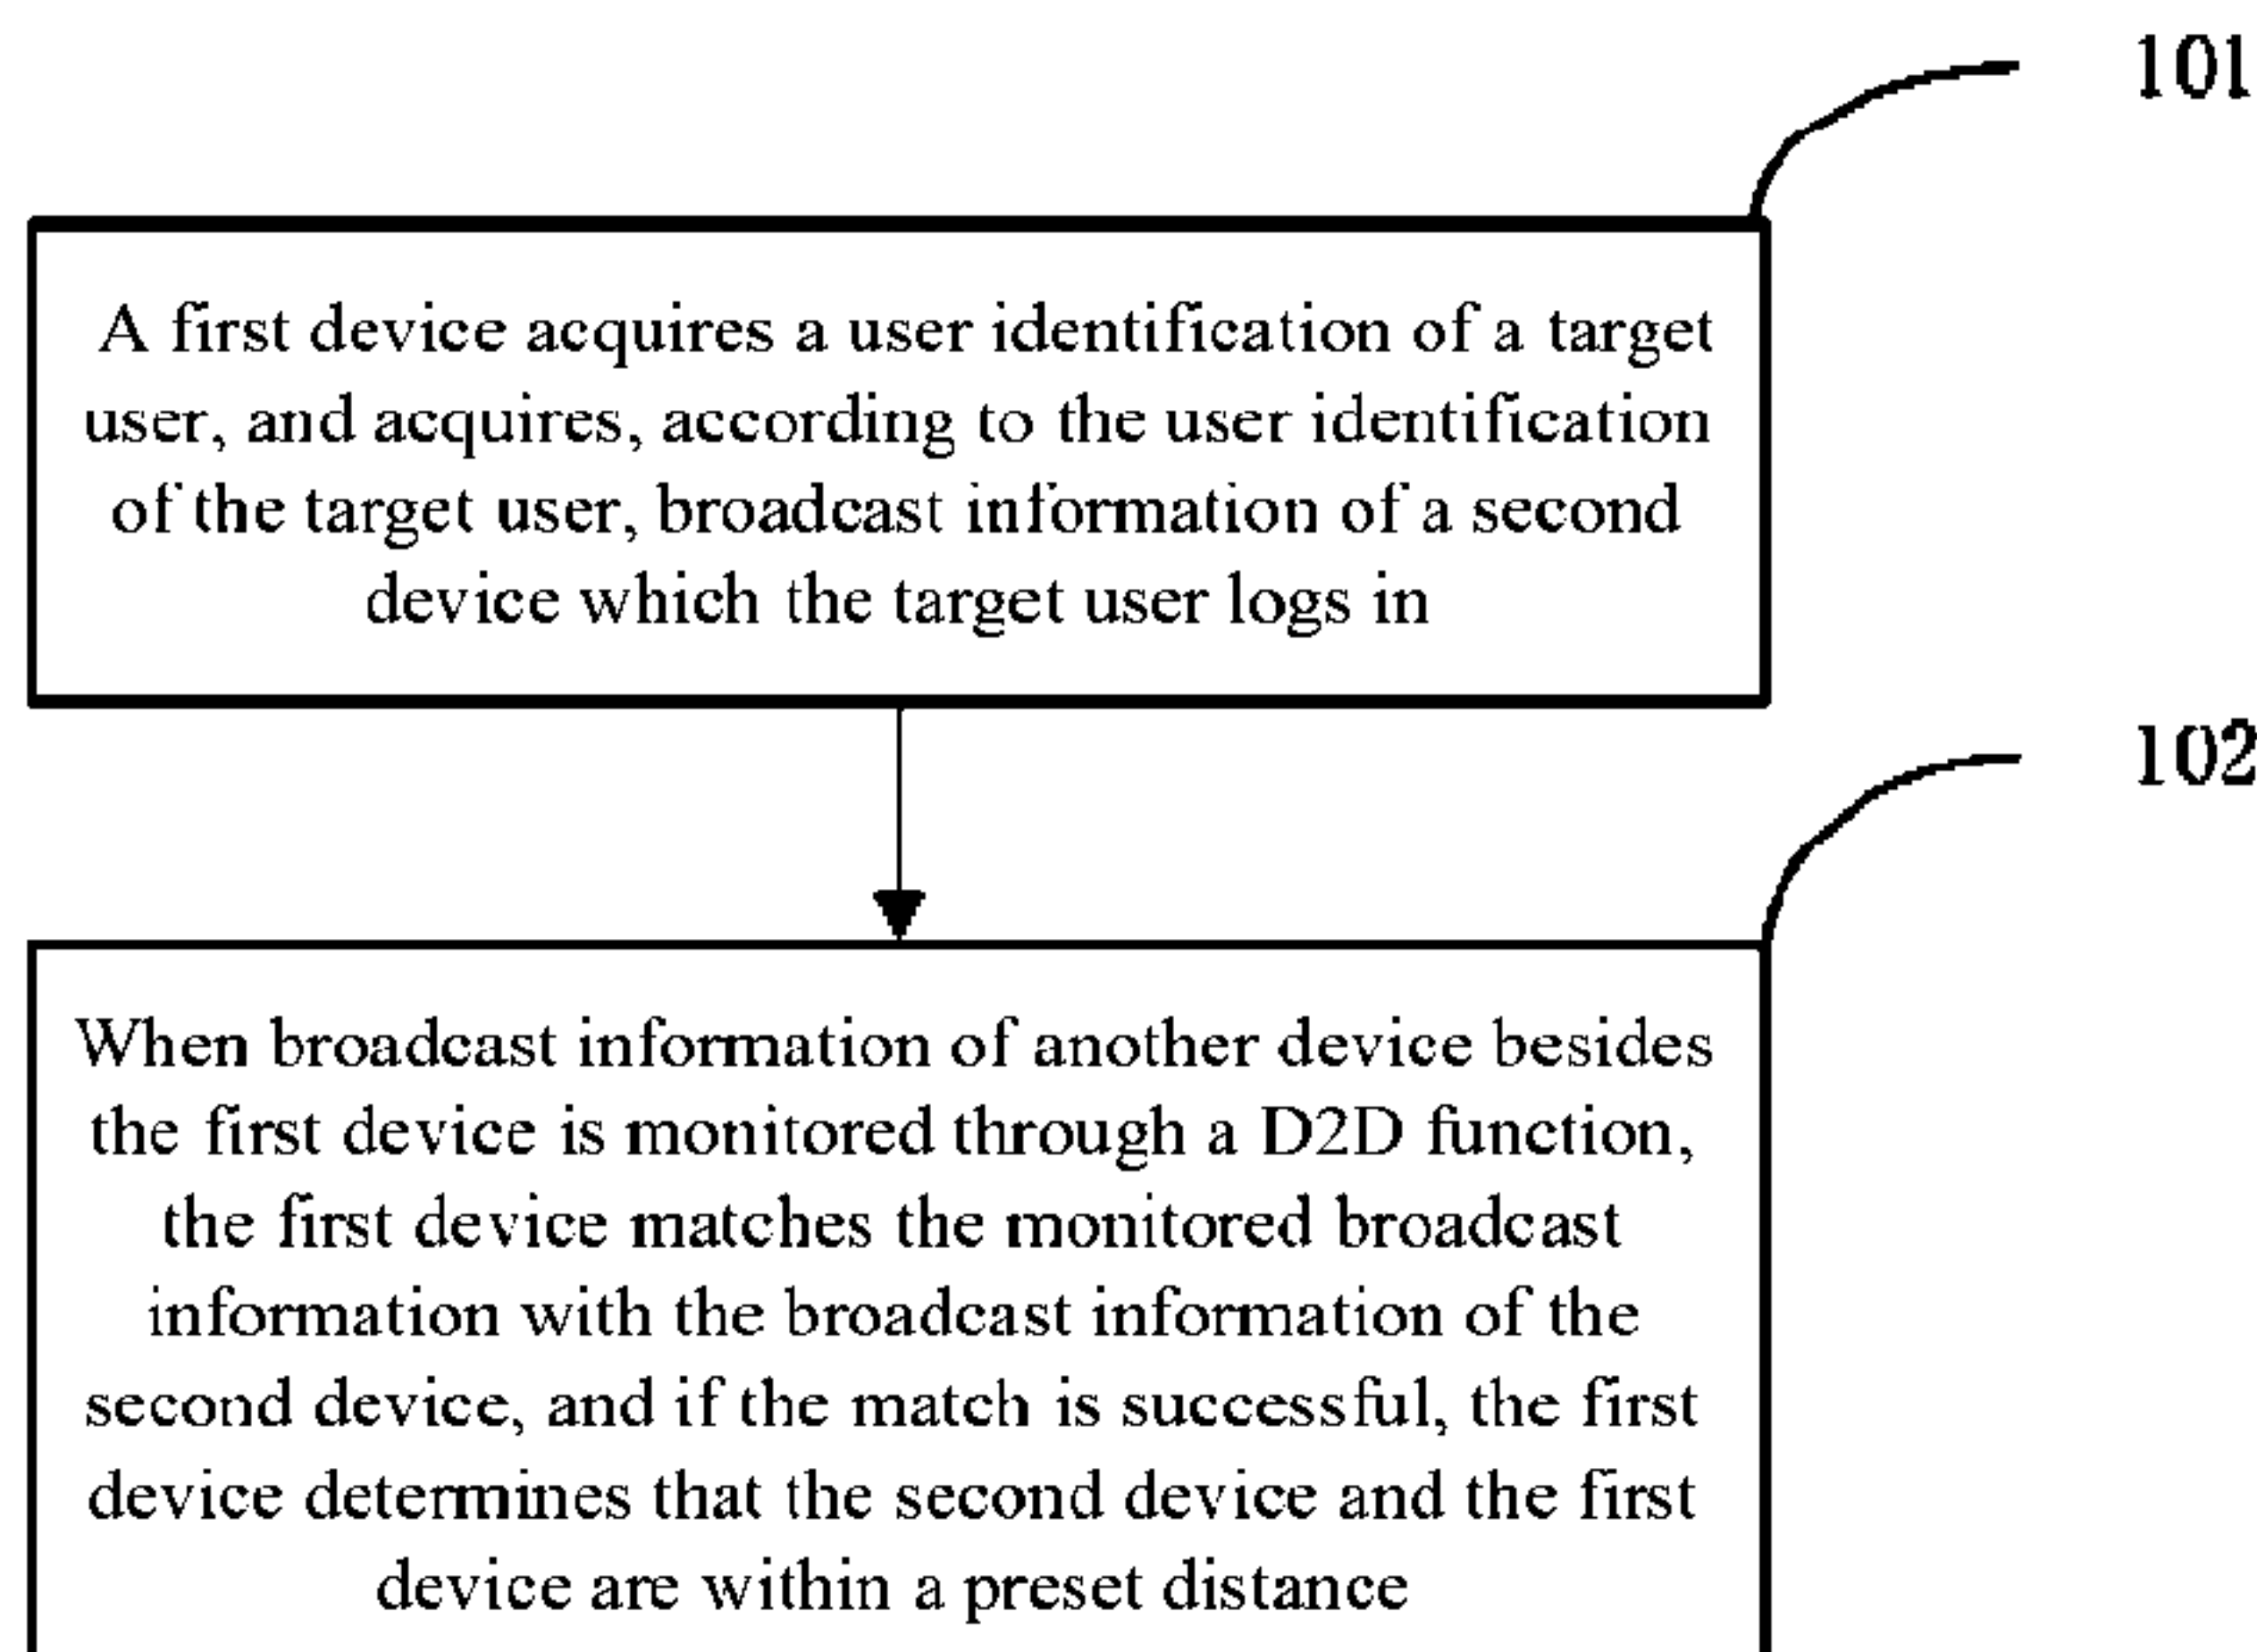 101
A first device acquires a user identification of a target
user, and acquires, according to the user identification
of the target user, broadcast information of a second
device which the target user logs in
102
When broadcast information of another device besides
the first device is monitored through a D2D function,
the first device matches the monitored broadcast
information with the broadcast information of the
second device, and if the match is successful, the first
device determines that the second device and the first
device are within a preset distance